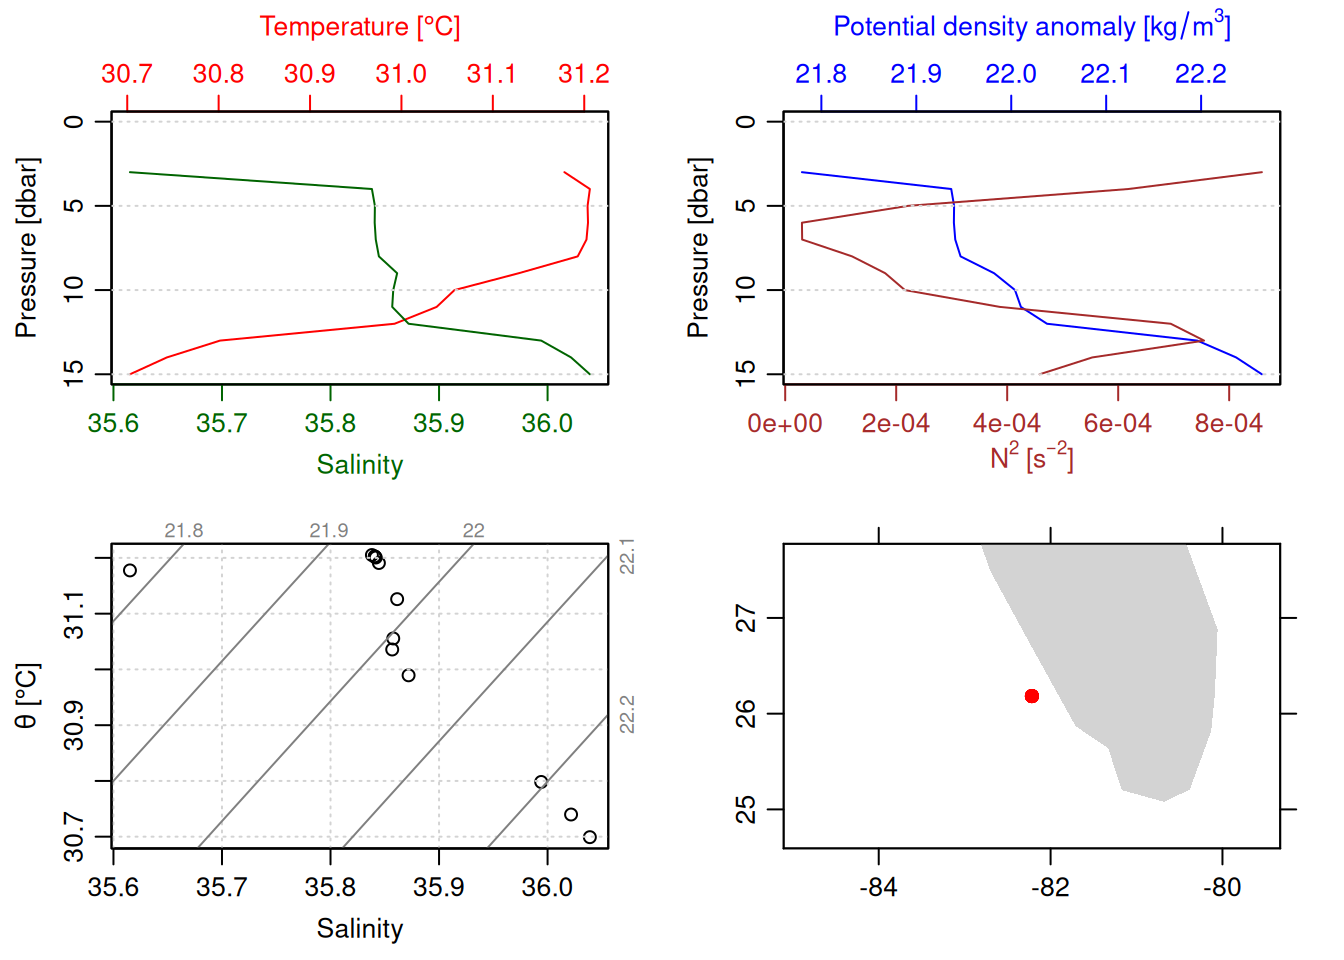 Temperature [°C]
30.7 30.8 30.9 31.0 31.1 31.2
Pressure [dbar]
0
5
10
15
35.6 35.7 35.8 35.9 36.0
Salinity
Potential density anomaly [kg/m³]
21.8 21.9 22.0 22.1 22.2
Pressure [dbar]
0
5
10
15
0e+00 2e-04 4e-04 6e-04 8e-04
N² [s⁻²]
21.8 21.9 22
22.1
22.2
θ [°C]
31.1
30.9
30.7
35.6 35.7 35.8 35.9 36.0
Salinity
27
26
25
-84 -82 -80